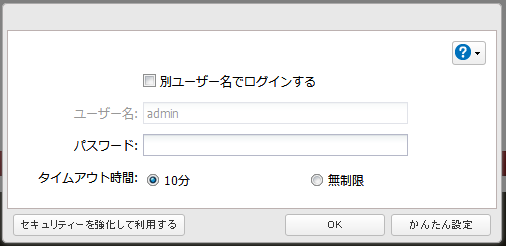 ?
別ユーザー名でログインする
ユーザー名: admin
パスワード:
タイムアウト時間: 10分 無制限
セキュリティーを強化して利用する OK かんたん設定